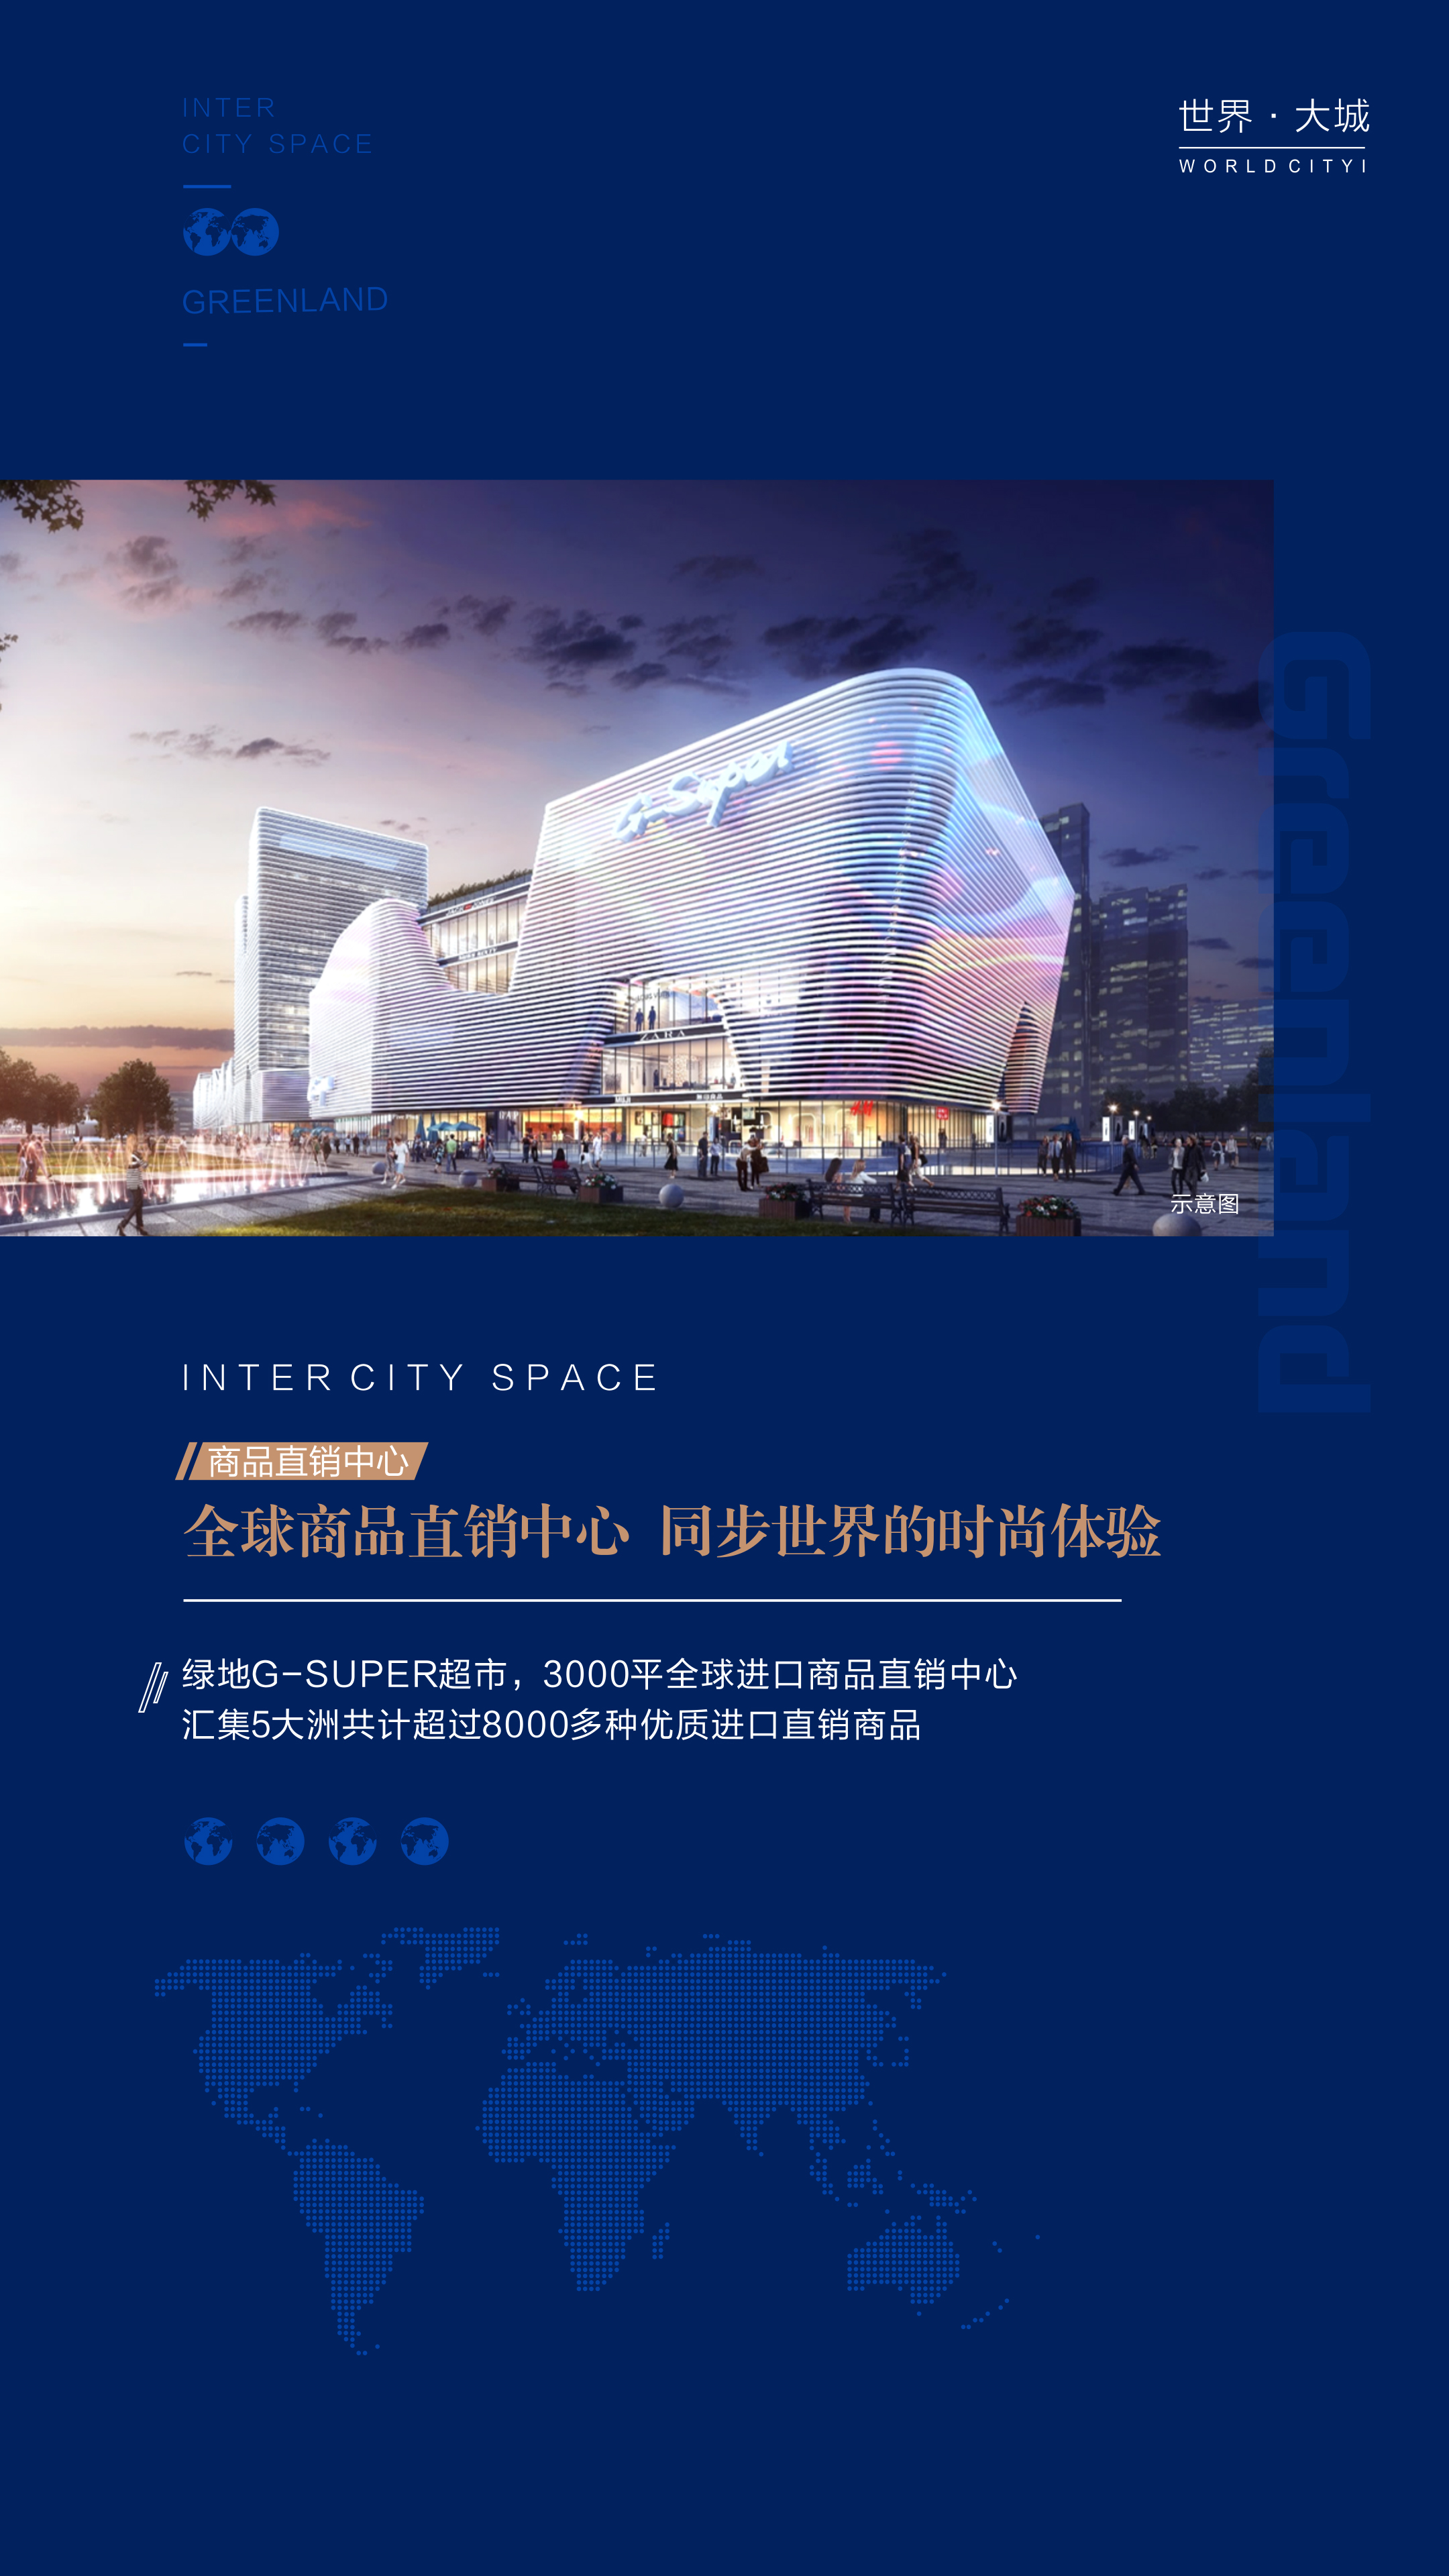 INTER
CITY SPACE
GREENLAND
世界·大城
WORLD CITYI
G-Super
ZARA
H&M
示意图
Greenland
INTER CITY SPACE
商品直销中心
全球商品直销中心 同步世界的时尚体验
绿地G-SUPER超市，3000平全球进口商品直销中心
汇集5大洲共计超过8000多种优质进口直销商品